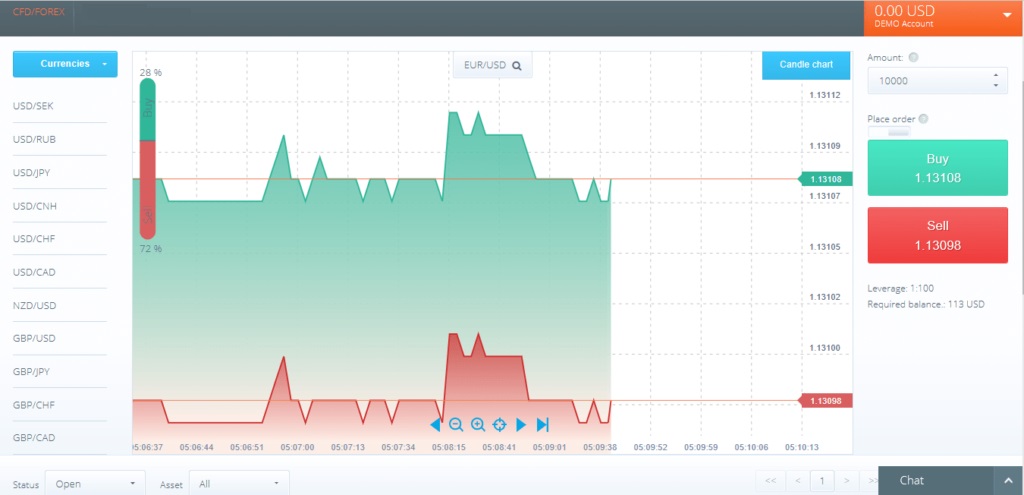 CFD/FOREX
0.00 USD
DEMO Account
Currencies
USD/SEK
USD/RUB
USD/JPY
USD/CNH
USD/CHF
USD/CAD
NZD/USD
GBP/USD
GBP/JPY
GBP/CHF
GBP/CAD
28 %
Buy
Sell
72 %
EUR/USD
Candle chart
1.13112
1.13109
1.13108
1.13107
1.13105
1.13102
1.13100
1.13098
05:06:37 05:06:44 05:06:51 05:07:00 05:07:13 05:07:34 05:08:15 05:08:41 05:09:01 05:09:38 05:09:52 05:09:59 05:10:06 05:10:13
Amount: ?
10000
Place order ?
Buy
1.13108
Sell
1.13098
Leverage: 1:100
Required balance.: 113 USD
Status Open Asset All
<< < 1 > >>
Chat